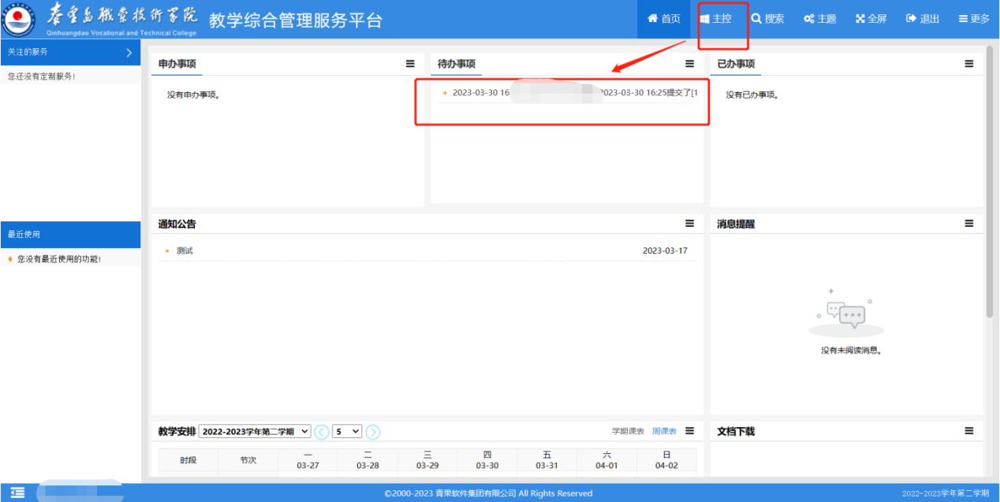 秦皇岛职业技术学院
Qinhuangdao Vocational and Technical College
教学综合管理服务平台
首页 主控 搜索 主题 全屏 退出 更多
关注的服务
您还没有定制服务!
最近使用
您没有最近使用的功能!
申办事项
没有申办事项。
待办事项
2023-03-30 16 2023-03-30 16:25提交了[1
已办事项
没有已办事项。
通知公告
测试 2023-03-17
消息提醒
没有未阅读消息。
教学安排 2022-2023学年第二学期 5 学期课表 周课表
时段 节次 一 二 三 四 五 六 日
03-27 03-28 03-29 03-30 03-31 04-01 04-02
文档下载
©2000-2023 青果软件集团有限公司 All Rights Reserved
2022-2023学年第二学期